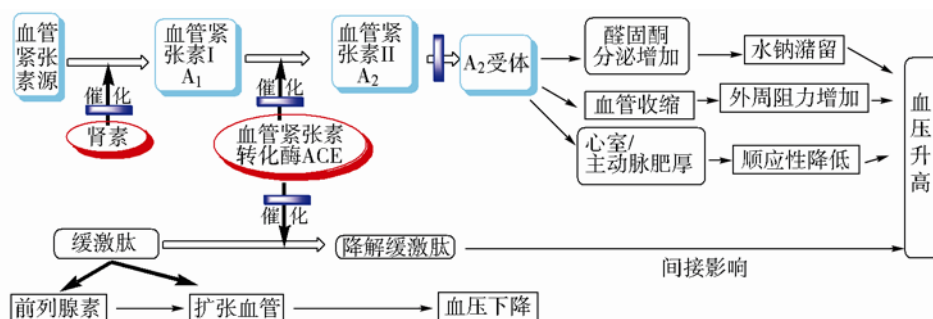 血管
紧张
素源
血管紧
张素I
A1
血管紧
张素II
A2
A2受体
醛固酮
分泌增加
水钠潴留
血管收缩
外周阻力增加
心室/
主动脉肥厚
顺应性降低
血
压
升
高
催化
肾素
催化
血管紧张素
转化酶ACE
催化
缓激肽
降解缓激肽
间接影响
前列腺素
扩张血管
血压下降